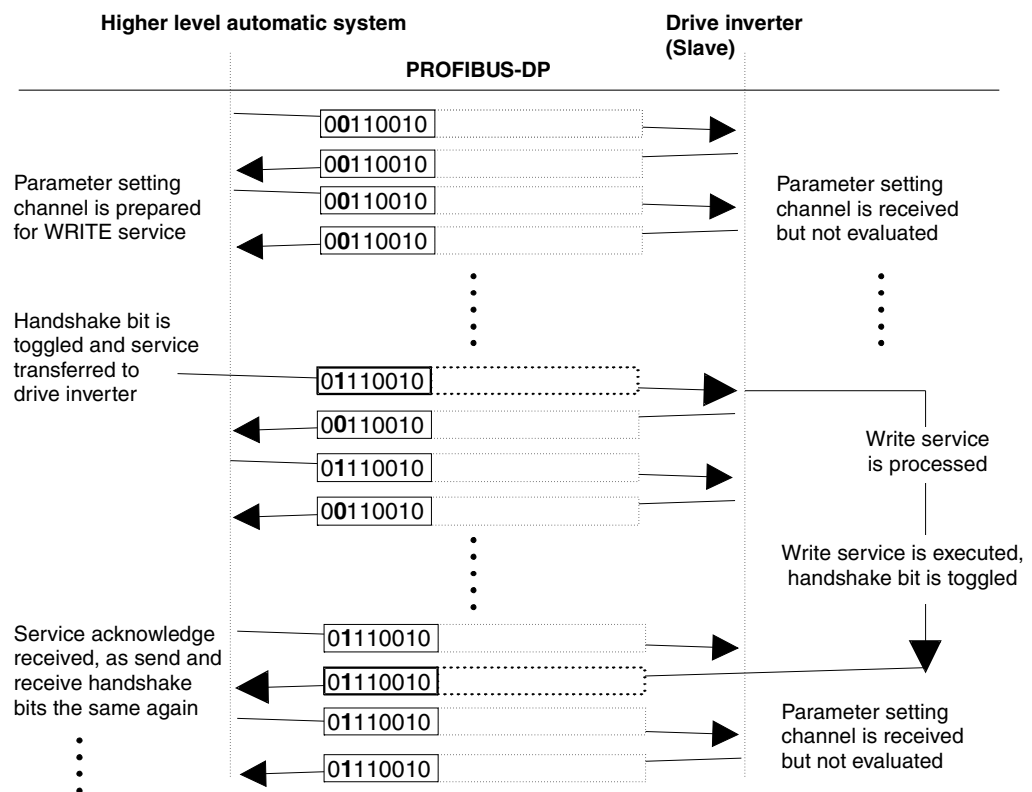 Higher level automatic system
Drive inverter
(Slave)
PROFIBUS-DP
00110010
00110010
00110010
00110010
Parameter setting
channel is prepared
for WRITE service
Parameter setting
channel is received
but not evaluated
Handshake bit is
toggled and service
transferred to
drive inverter
01110010
00110010
01110010
00110010
Write service
is processed
Write service is executed,
handshake bit is toggled
Service acknowledge
received, as send and
receive handshake
bits the same again
01110010
01110010
01110010
01110010
Parameter setting
channel is received
but not evaluated